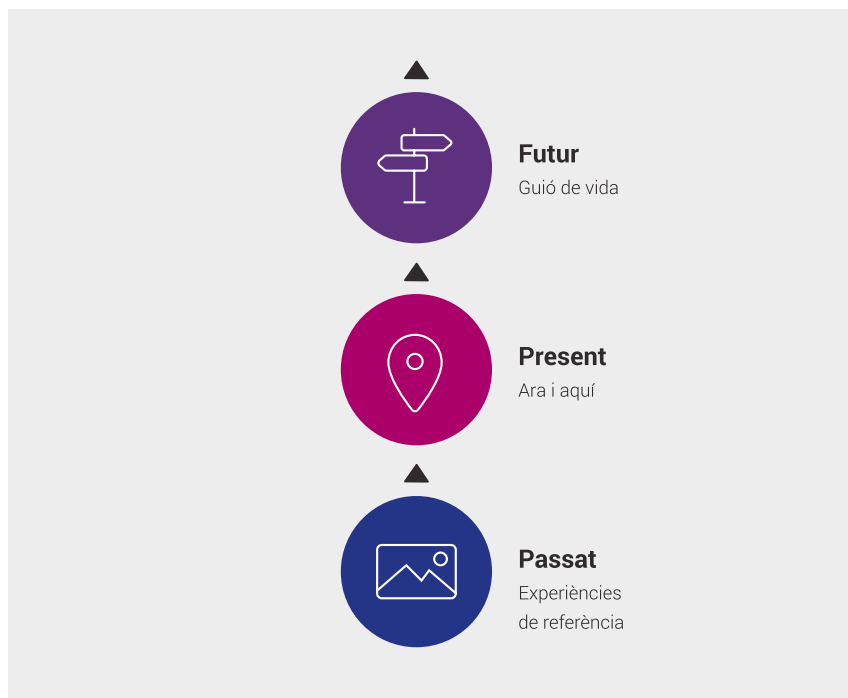 Futur
Guió de vida
Present
Ara i aquí
Passat
Experiències
de referència